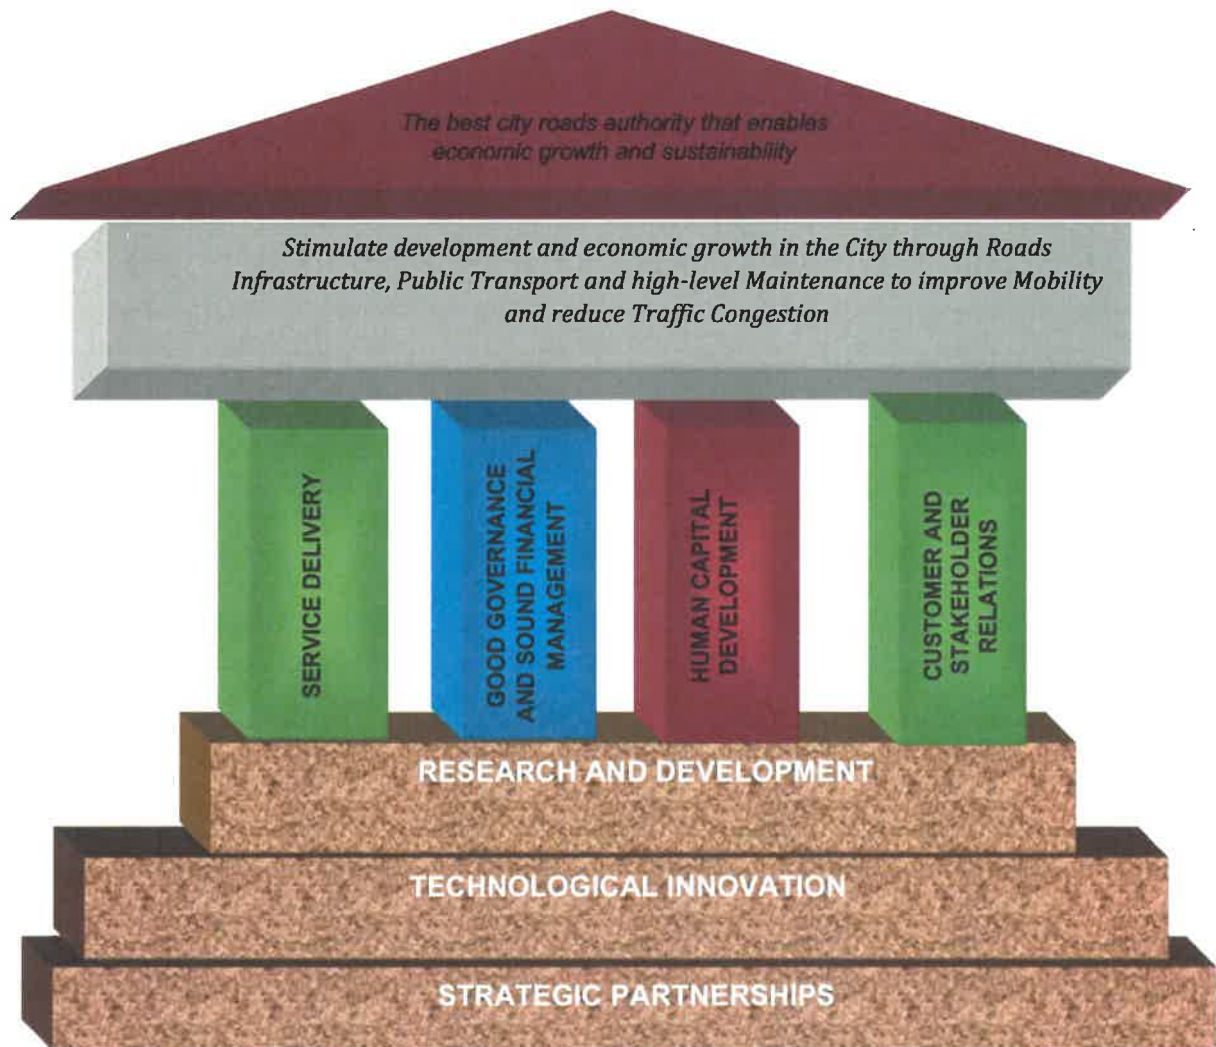 The best city roads authority that enables
economic growth and sustainability
Stimulate development and economic growth in the City through Roads
Infrastructure, Public Transport and high-level Maintenance to improve Mobility
and reduce Traffic Congestion
SERVICE DELIVERY
GOOD GOVERNANCE
AND SOUND FINANCIAL
MANAGEMENT
HUMAN CAPITAL
DEVELOPMENT
CUSTOMER AND
STAKEHOLDER
RELATIONS
RESEARCH AND DEVELOPMENT
TECHNOLOGICAL INNOVATION
STRATEGIC PARTNERSHIPS